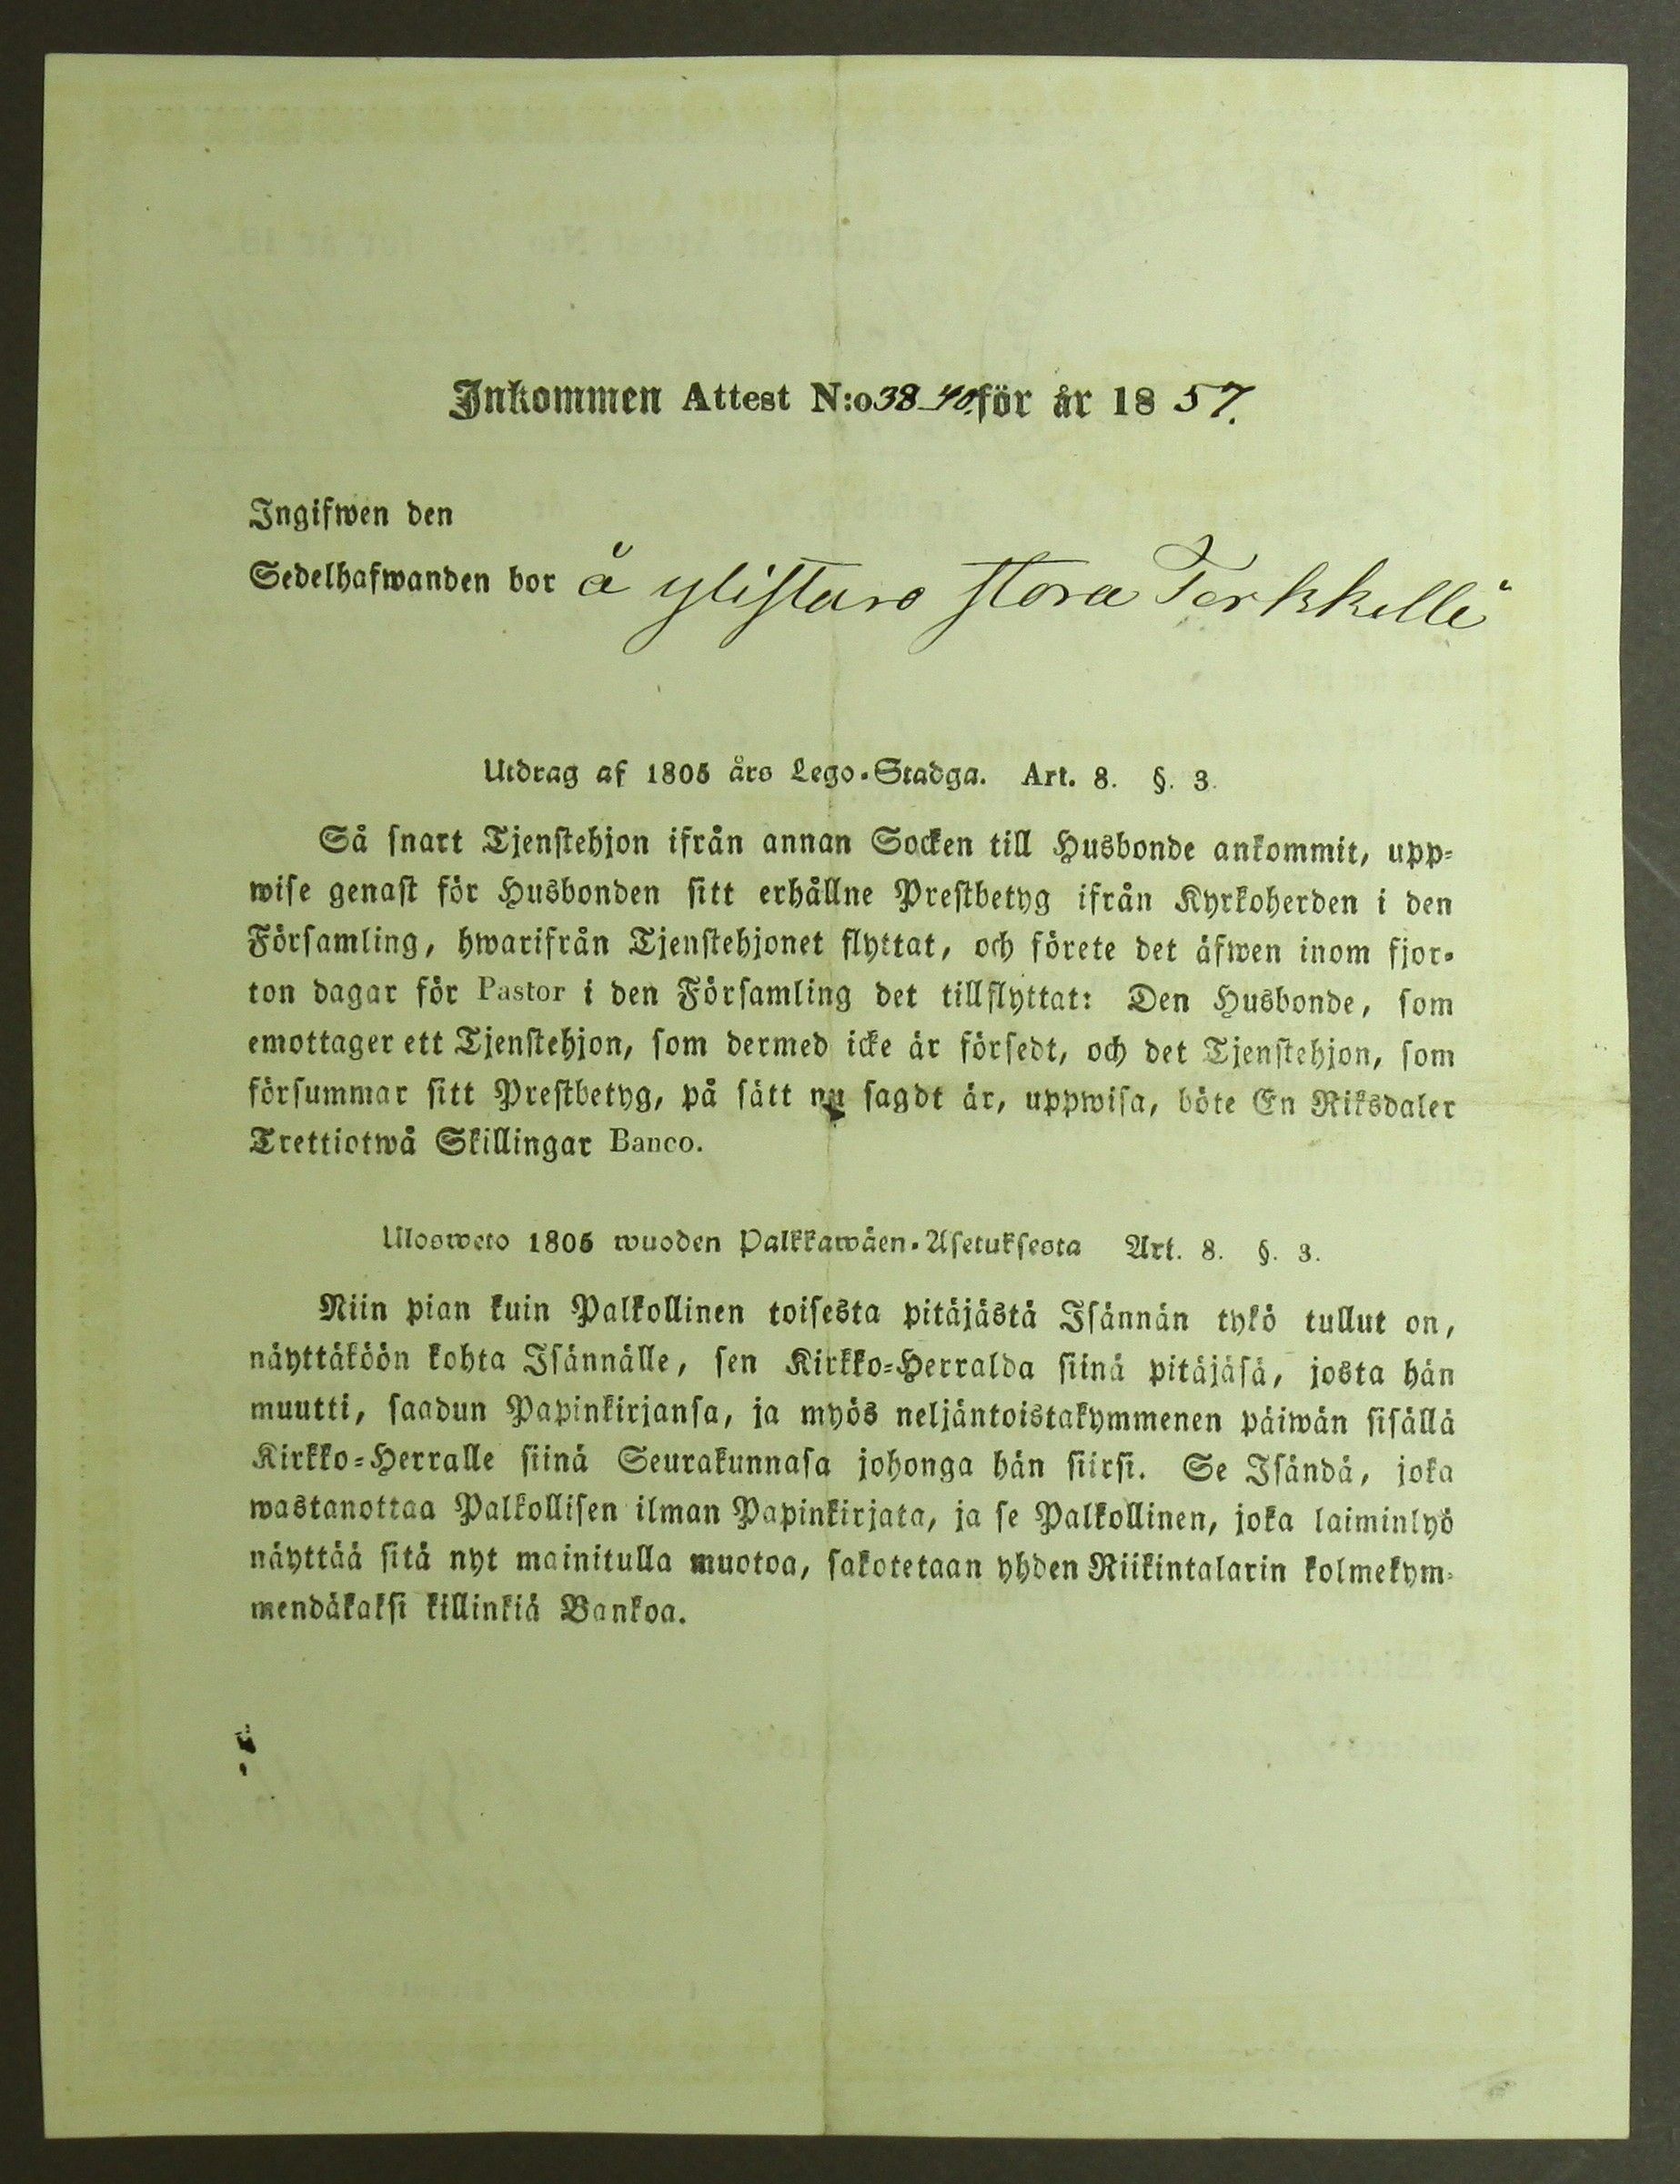 Inkommen Attest N:o 38-40. för år 1857.
Ingifwen den
Sedelhafwanden bor å ylistaro stora Perkkelle
Utdrag af 1805 års Lego-Stadga. Art. 8. §. 3.
Så snart Tjenstehjon ifrån annan Socken till Husbonde ankommit, upp-
wise genast för Husbonden sitt erhållne Prestbetyg ifrån Kyrkoherden i den
Församling, hwarifrån Tjenstehjonet flyttat, och förete det äfwen inom fjor-
ton dagar för Pastor i den Församling det tillflyttat: Den Husbonde, som
emottager ett Tjenstehjon, som dermed icke är försedt, och det Tjenstehjon, som
försummar sitt Prestbetyg, på sätt nu sagdt är, uppwisa, böte En Riksdaler
Trettiotwå Skillingar Banco.
Ulosweto 1805 wuoden Palkkawäen-Asetuksesta Art. 8. §. 3.
Niin pian kuin Palkollinen toisesta pitäjästä Isännän tykö tullut on,
näyttäköön kohta Isännälle, sen Kirkko-Herralda siinä pitäjäsä, josta hän
muutti, saadun Papinkirjansa, ja myös neljäntoistakymmenen päiwän sisällä
Kirkko-Herralle siinä Seurakunnasa johonga hän siirsi. Se Isändä, joka
wastanottaa Palkollisen ilman Papinkirjata, ja se Palkollinen, joka laiminlyö
näyttää sitä nyt mainitulla muotoa, sakotetaan yhden Riikintalarin kolmekym-
mendäkaksi killinkiä Bankoa.